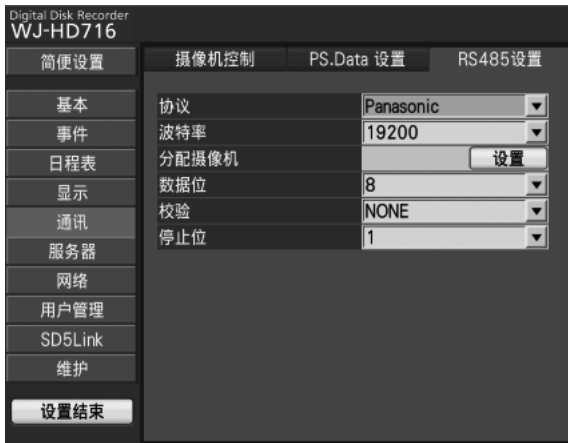 Digital Disk Recorder
WJ-HD716
简便设置
基本
事件
日程表
显示
通讯
服务器
网络
用户管理
SD5Link
维护
设置结束
摄像机控制 PS.Data 设置 RS485设置
协议 Panasonic
波特率 19200
分配摄像机 设置
数据位 8
校验 NONE
停止位 1